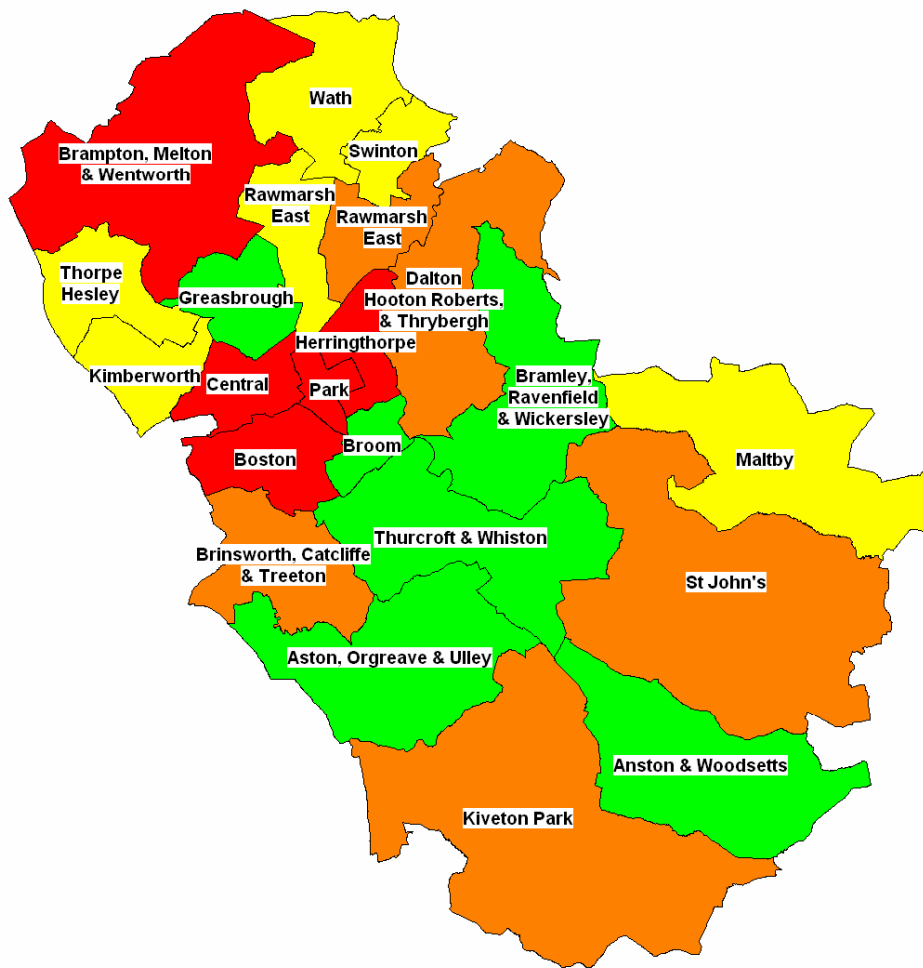 Wath
Brampton, Melton
& Wentworth
Swinton
Rawmarsh
East
Rawmarsh
East
Thorpe
Hesley
Greasbrough
Dalton
Hooton Roberts,
& Thrybergh
Herringthorpe
Kimberworth
Central
Park
Bramley,
Ravenfield
& Wickersley
Broom
Boston
Maltby
Thurcroft & Whiston
Brinsworth, Catcliffe
& Treeton
St John's
Aston, Orgreave & Ulley
Anston & Woodsetts
Kiveton Park